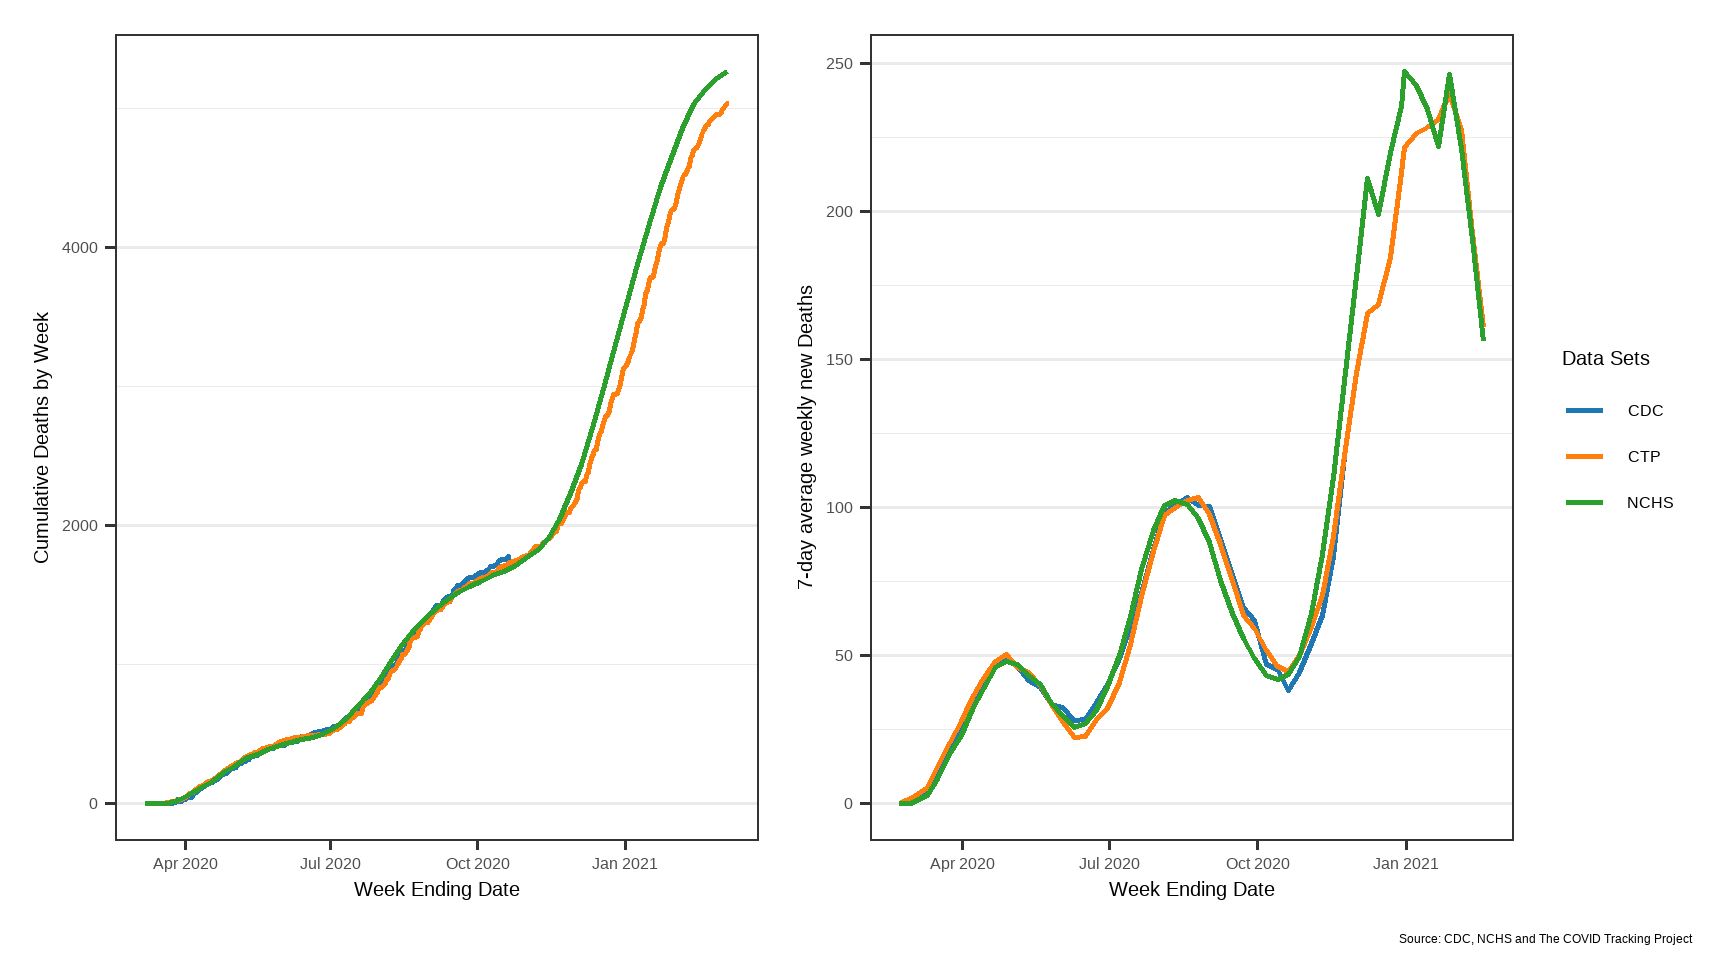 Cumulative Deaths by Week
4000
2000
0
Apr 2020
Jul 2020
Oct 2020
Jan 2021
Week Ending Date
7-day average weekly new Deaths
250
200
150
100
50
0
Apr 2020
Jul 2020
Oct 2020
Jan 2021
Week Ending Date
Data Sets
CDC
CTP
NCHS
Source: CDC, NCHS and The COVID Tracking Project